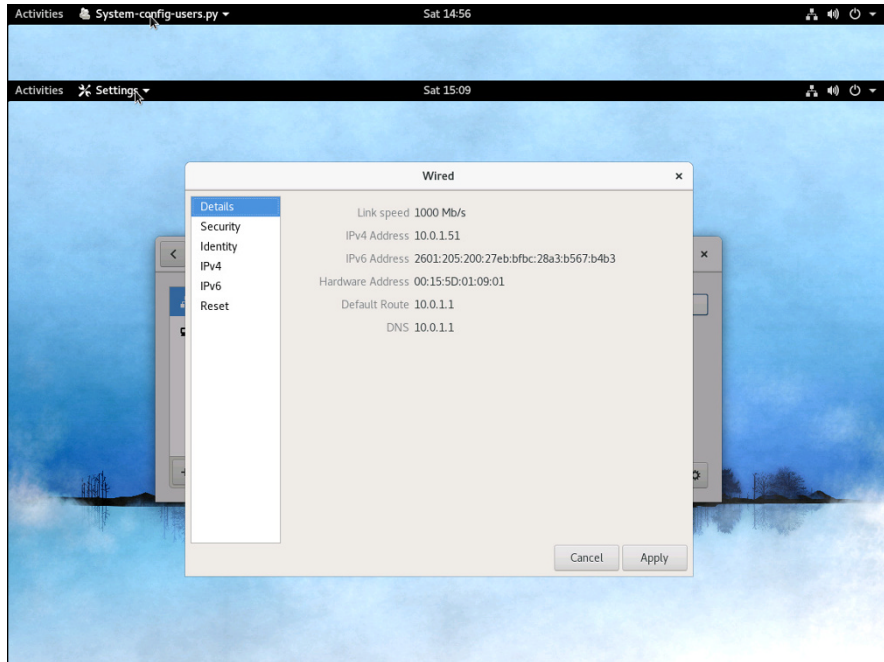 Activities System-config-users.py Sat 14:56
Activities Settings Sat 15:09
Wired
Details
Security
Identity
IPv4
IPv6
Reset
Link speed 1000 Mb/s
IPv4 Address 10.0.1.51
IPv6 Address 2601:205:200:27eb:bfbc:28a3:b567:b4b3
Hardware Address 00:15:5D:01:09:01
Default Route 10.0.1.1
DNS 10.0.1.1
Cancel Apply